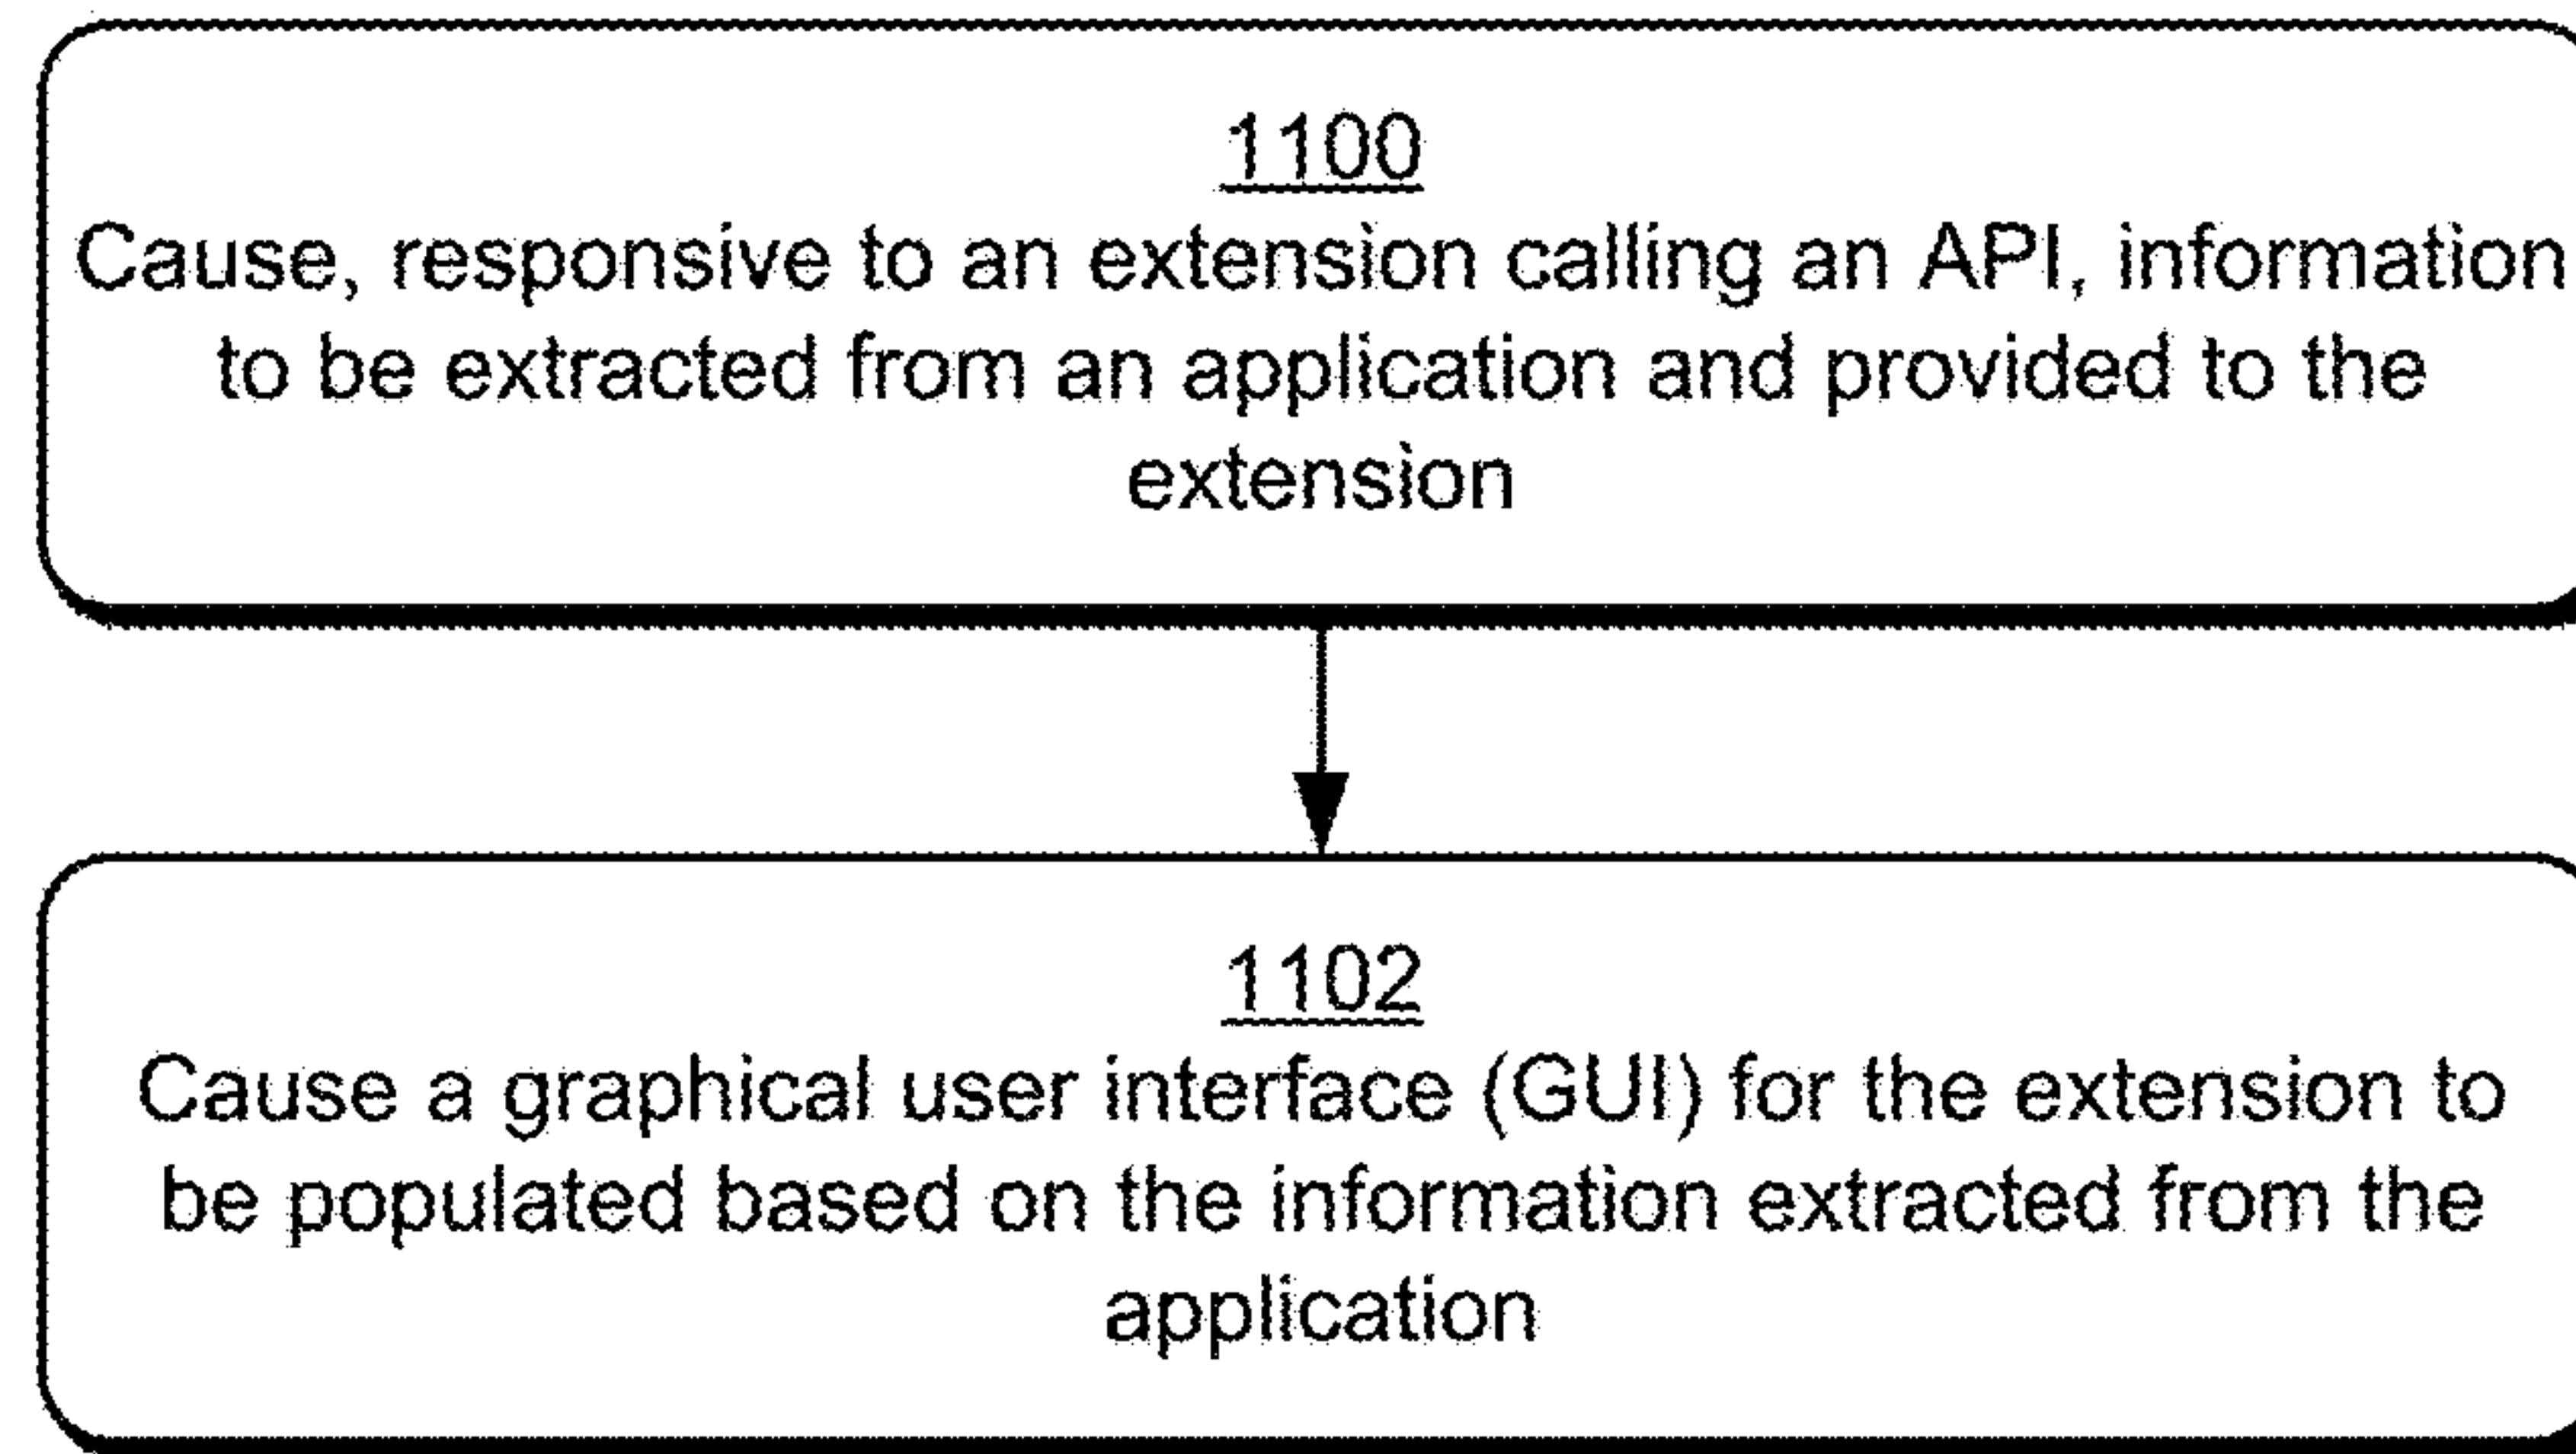 1100
Cause, responsive to an extension calling an API, information
to be extracted from an application and provided to the
extension
1102
Cause a graphical user interface (GUI) for the extension to
be populated based on the information extracted from the
application